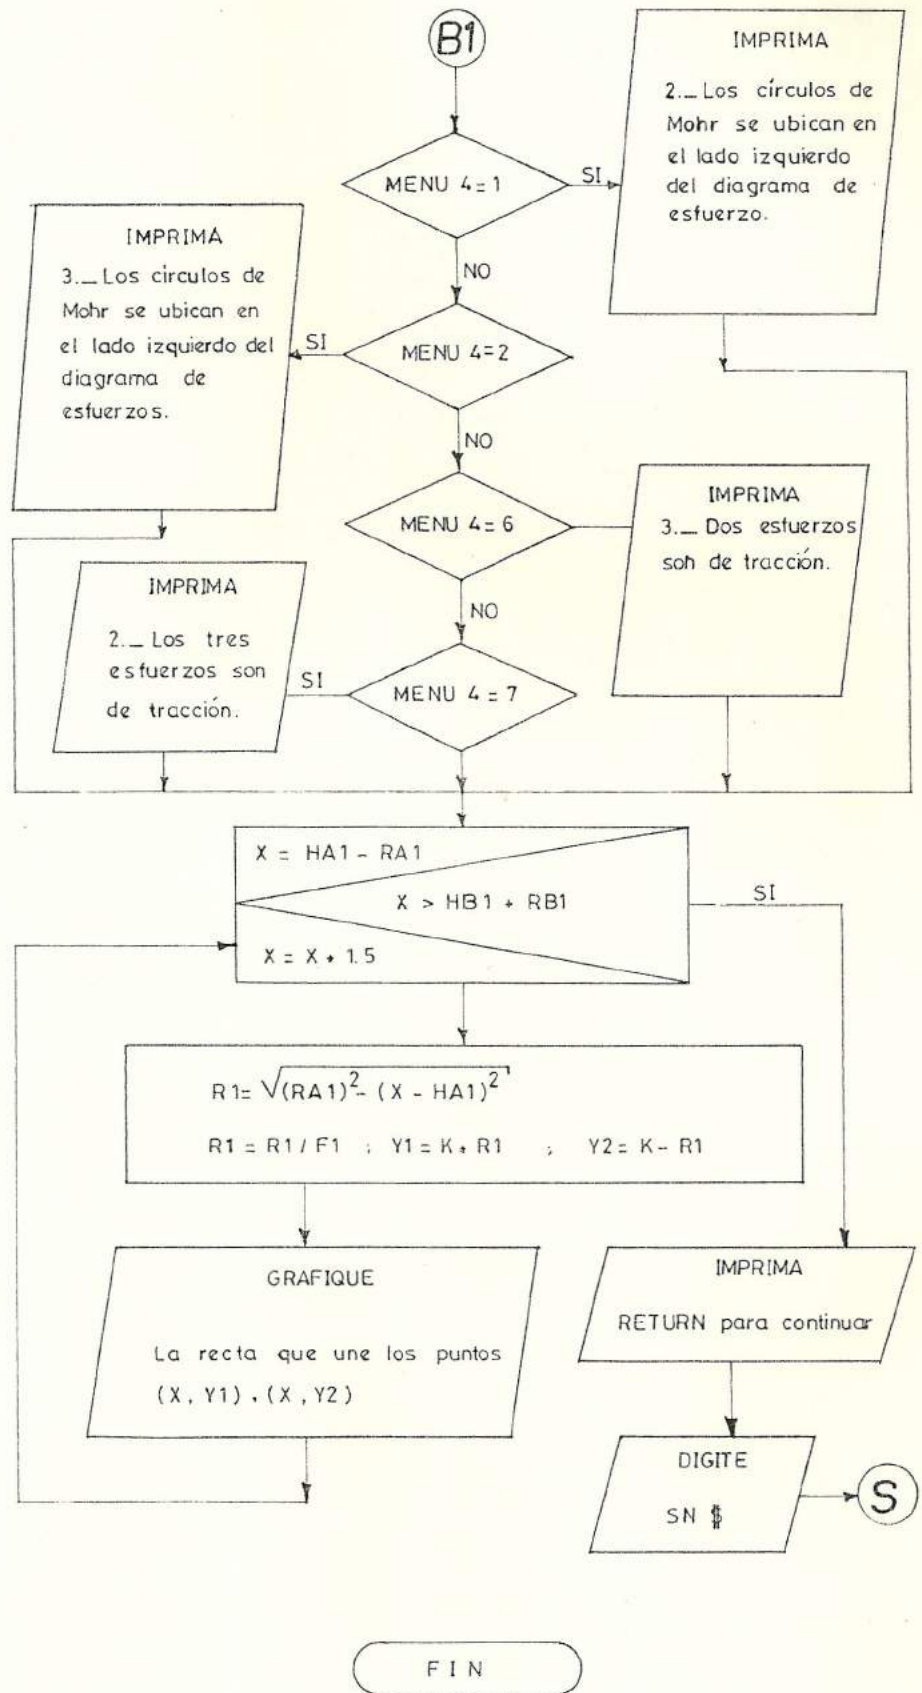 B1
IMPRIMA
2._ Los círculos de
Mohr se ubican en
el lado izquierdo
del diagrama de
esfuerzo.
MENU 4=1
SI
NO
IMPRIMA
3._ Los circulos de
Mohr se ubican en
el lado izquierdo del
diagrama de
esfuerzos.
SI
MENU 4=2
NO
MENU 4=6
IMPRIMA
3._ Dos esfuerzos
son de tracción.
NO
IMPRIMA
2._ Los tres
esfuerzos son
de tracción.
SI
MENU 4=7
X = HA1 - RA1
X > HB1 + RB1
X = X + 1.5
SI
R1= √(RA1)² - (X - HA1)²
R1 = R1 / F1 ; Y1 = K + R1 ; Y2 = K - R1
GRAFIQUE
La recta que une los puntos
(X, Y1) , (X, Y2)
IMPRIMA
RETURN para continuar
DIGITE
SN $
S
FIN